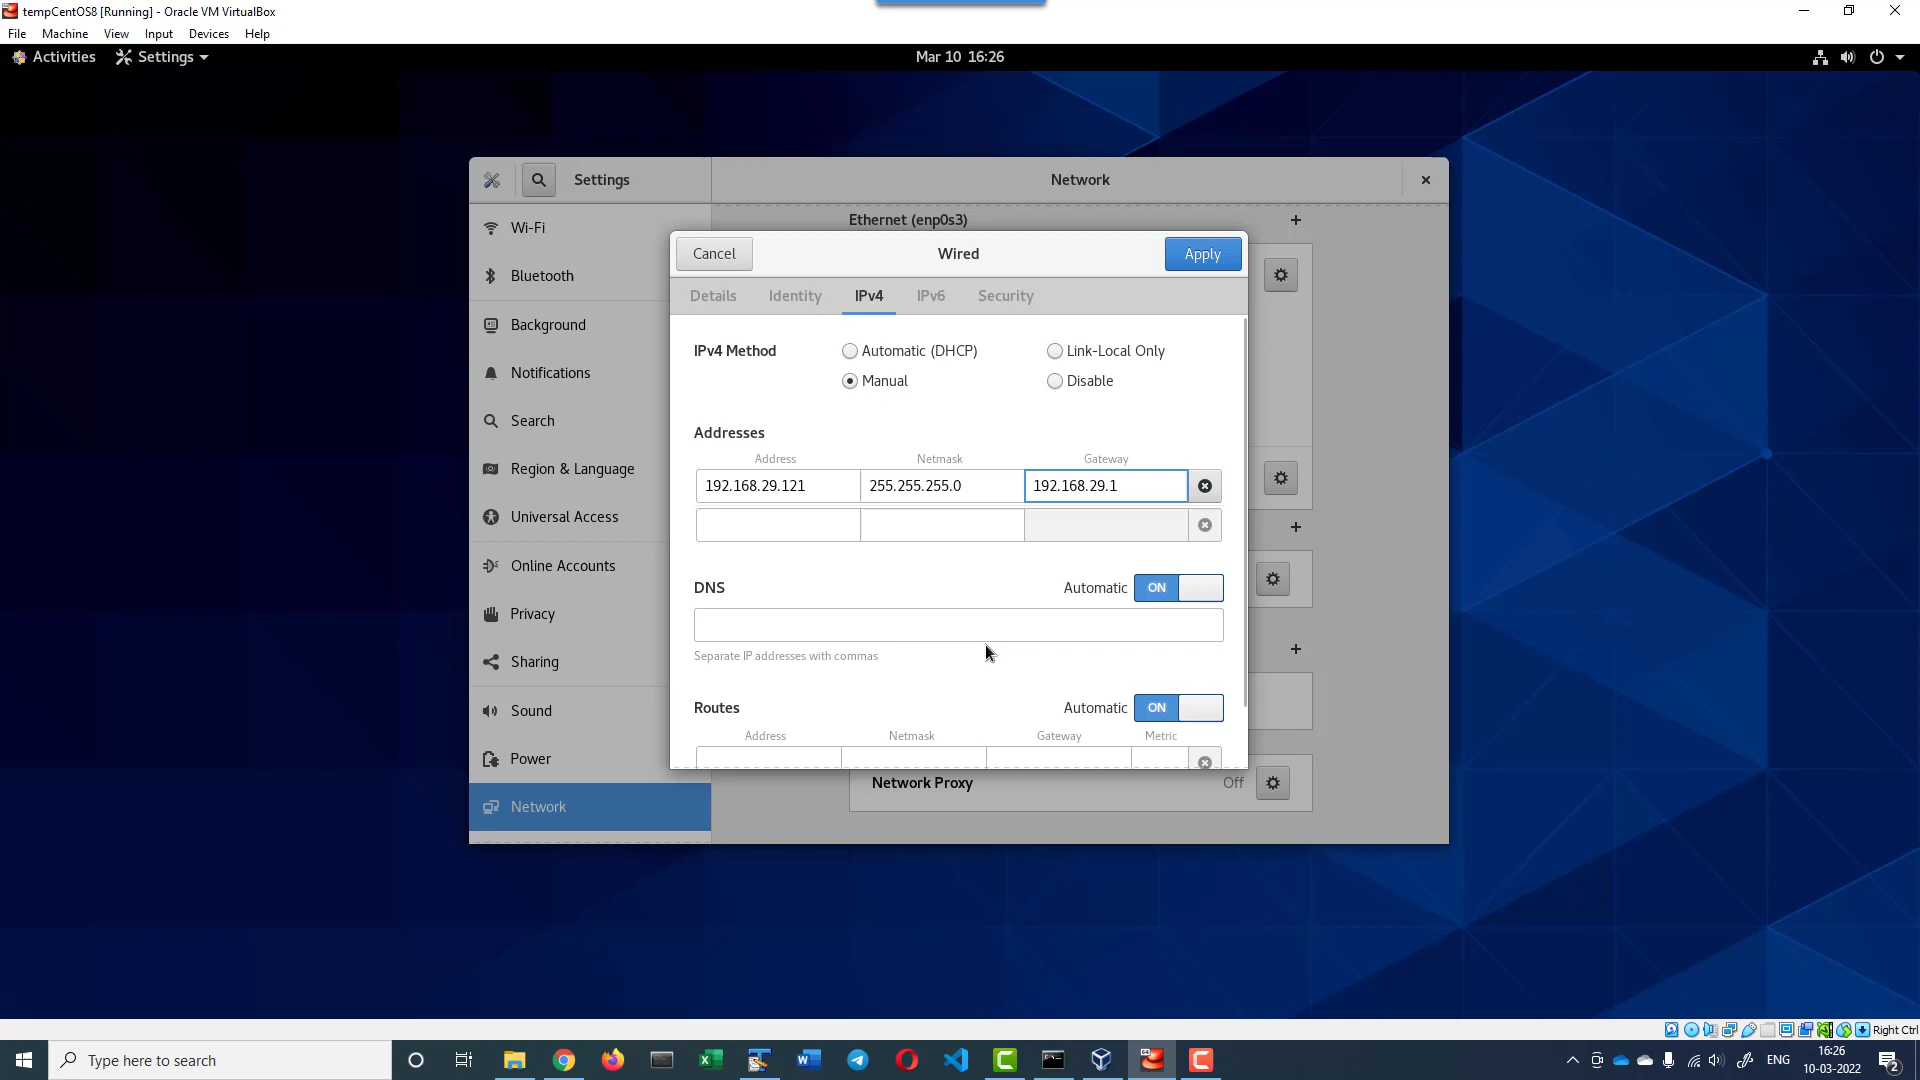 tempCentOS8 [Running] - Oracle VM VirtualBox
File Machine View Input Devices Help
Activities Settings Mar 10 16:26
Settings Network
Ethernet (enp0s3)
Wi-Fi
Bluetooth
Background
Notifications
Search
Region & Language
Universal Access
Online Accounts
Privacy
Sharing
Sound
Power
Network
Cancel Wired Apply
Details Identity IPv4 IPv6 Security
IPv4 Method Automatic (DHCP) Link-Local Only
Manual Disable
Addresses
Address Netmask Gateway
192.168.29.121 255.255.255.0 192.168.29.1
DNS Automatic ON
Separate IP addresses with commas
Routes Automatic ON
Address Netmask Gateway Metric
Network Proxy Off
Right Ctrl
Type here to search
ENG
16:26
10-03-2022
2